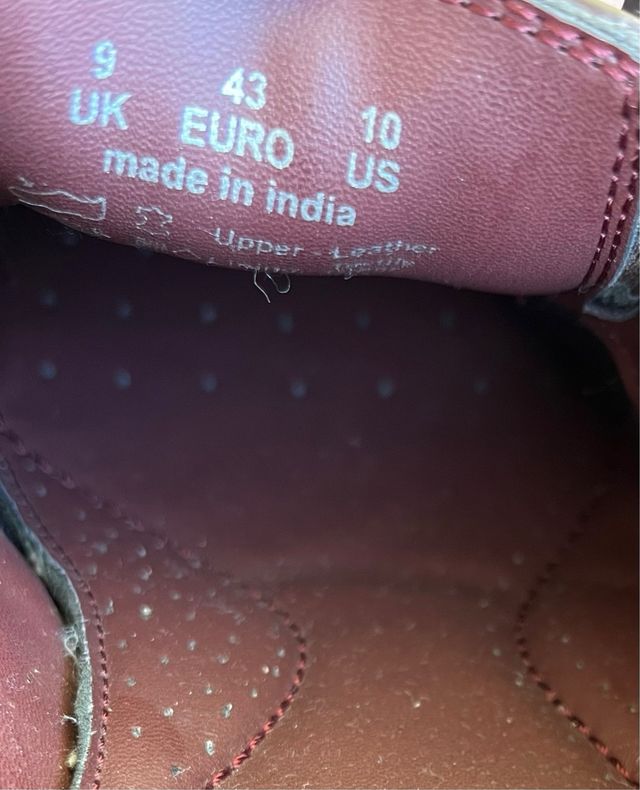 9 43 10
UK EURO US
made in india
Upper - Leather